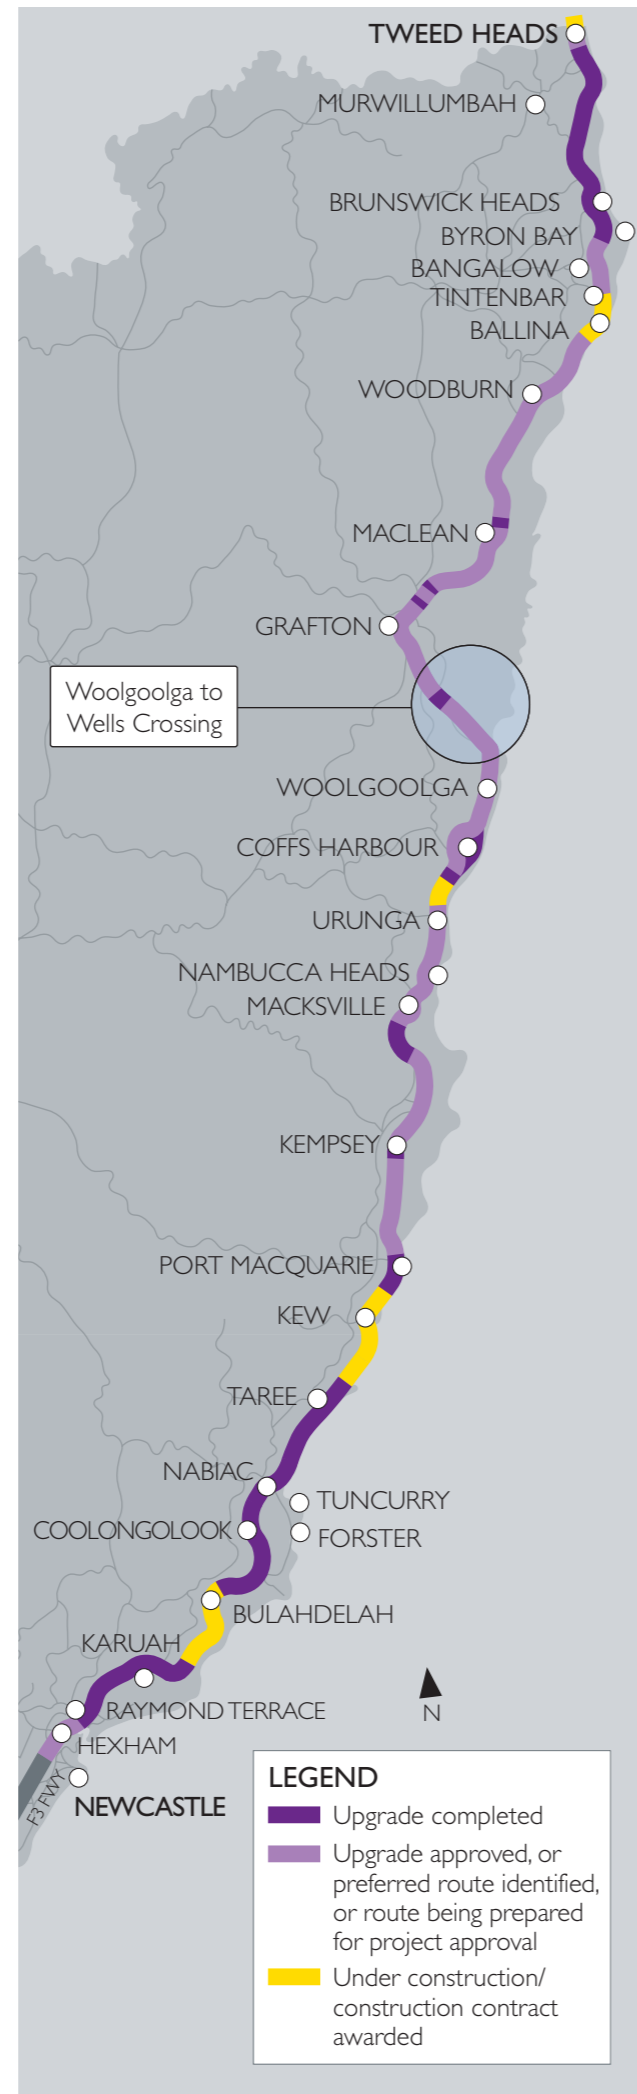 TWEED HEADS
MURWILLUMBAH
BRUNSWICK HEADS
BYRON BAY
BANGALOW
TINTENBAR
BALLINA
WOODBURN
MACLEAN
GRAFTON
Woolgoolga to
Wells Crossing
WOOLGOOLGA
COFFS HARBOUR
URUNGA
NAMBUCCA HEADS
MACKSVILLE
KEMPSEY
PORT MACQUARIE
KEW
TAREE
NABIAC
TUNCURRY
COOLONGOLOOK
FORSTER
BULAHDELAH
KARUAH
RAYMOND TERRACE
N
HEXHAM
F3 FWY
NEWCASTLE
LEGEND
Upgrade completed
Upgrade approved, or
preferred route identified,
or route being prepared
for project approval
Under construction/
construction contract
awarded